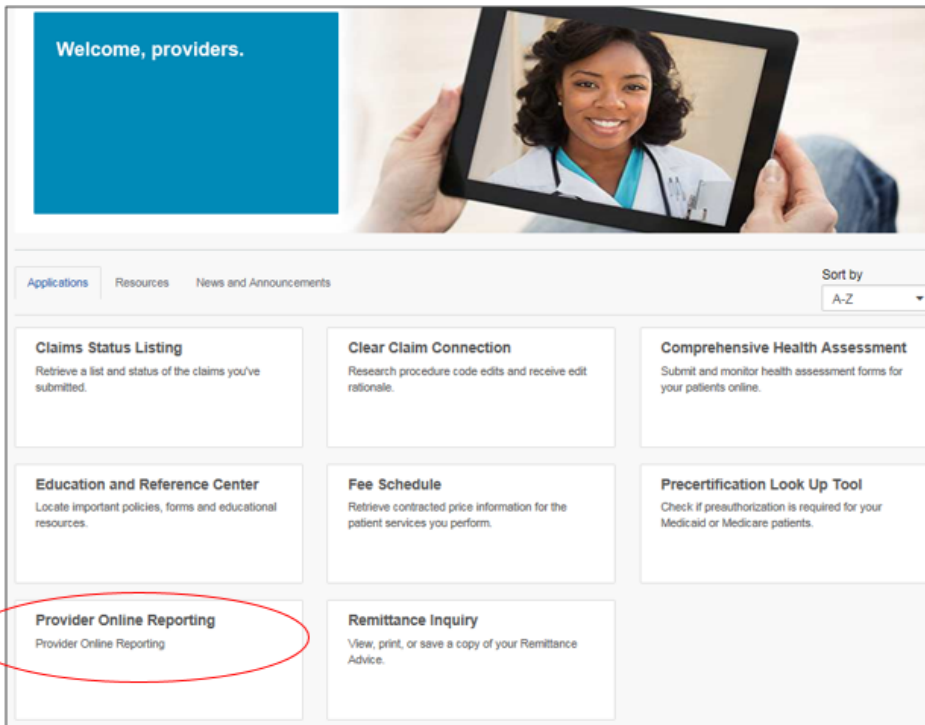 Welcome, providers.
Applications
Resources
News and Announcements
Sort by
A-Z
Claims Status Listing
Retrieve a list and status of the claims you've
submitted.
Clear Claim Connection
Research procedure code edits and receive edit
rationale.
Comprehensive Health Assessment
Submit and monitor health assessment forms for
your patients online.
Education and Reference Center
Locate important policies, forms and educational
resources.
Fee Schedule
Retrieve contracted price information for the
patient services you perform.
Precertification Look Up Tool
Check if preauthorization is required for your
Medicaid or Medicare patients.
Provider Online Reporting
Provider Online Reporting
Remittance Inquiry
View, print, or save a copy of your Remittance
Advice.